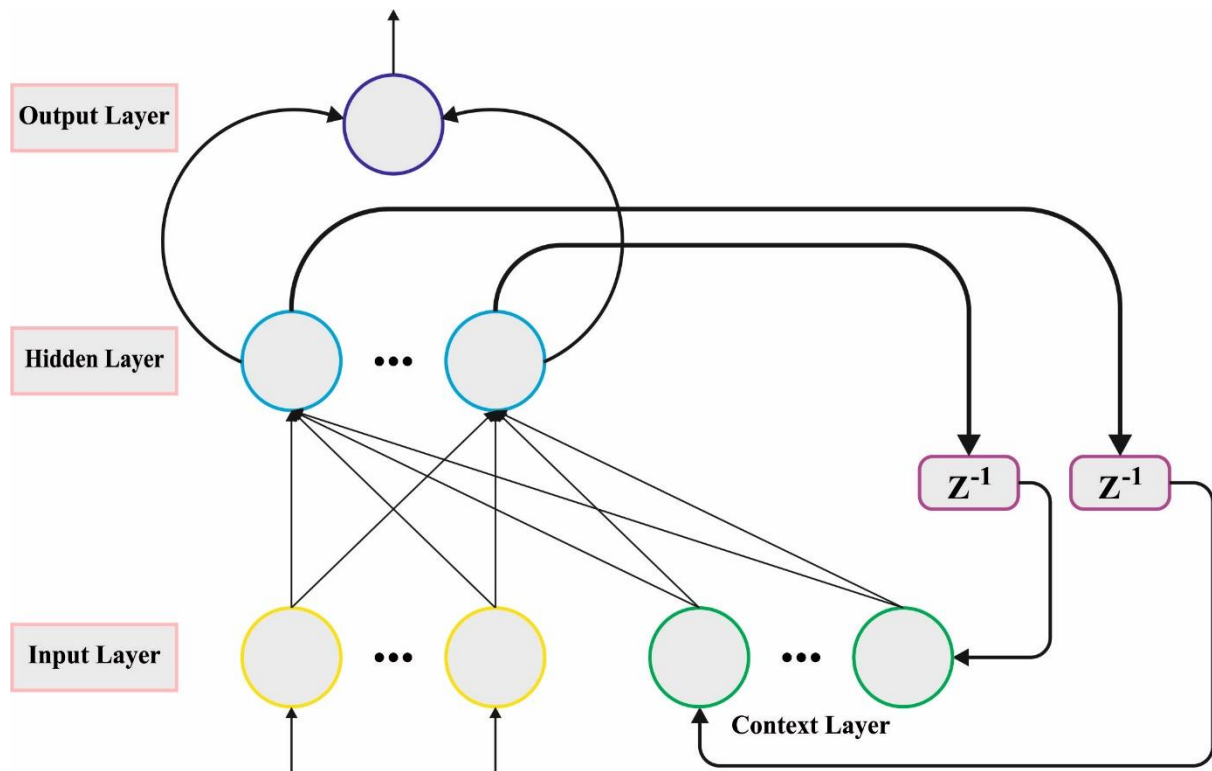 Output Layer
Hidden Layer
Z⁻¹ Z⁻¹
Input Layer
Context Layer